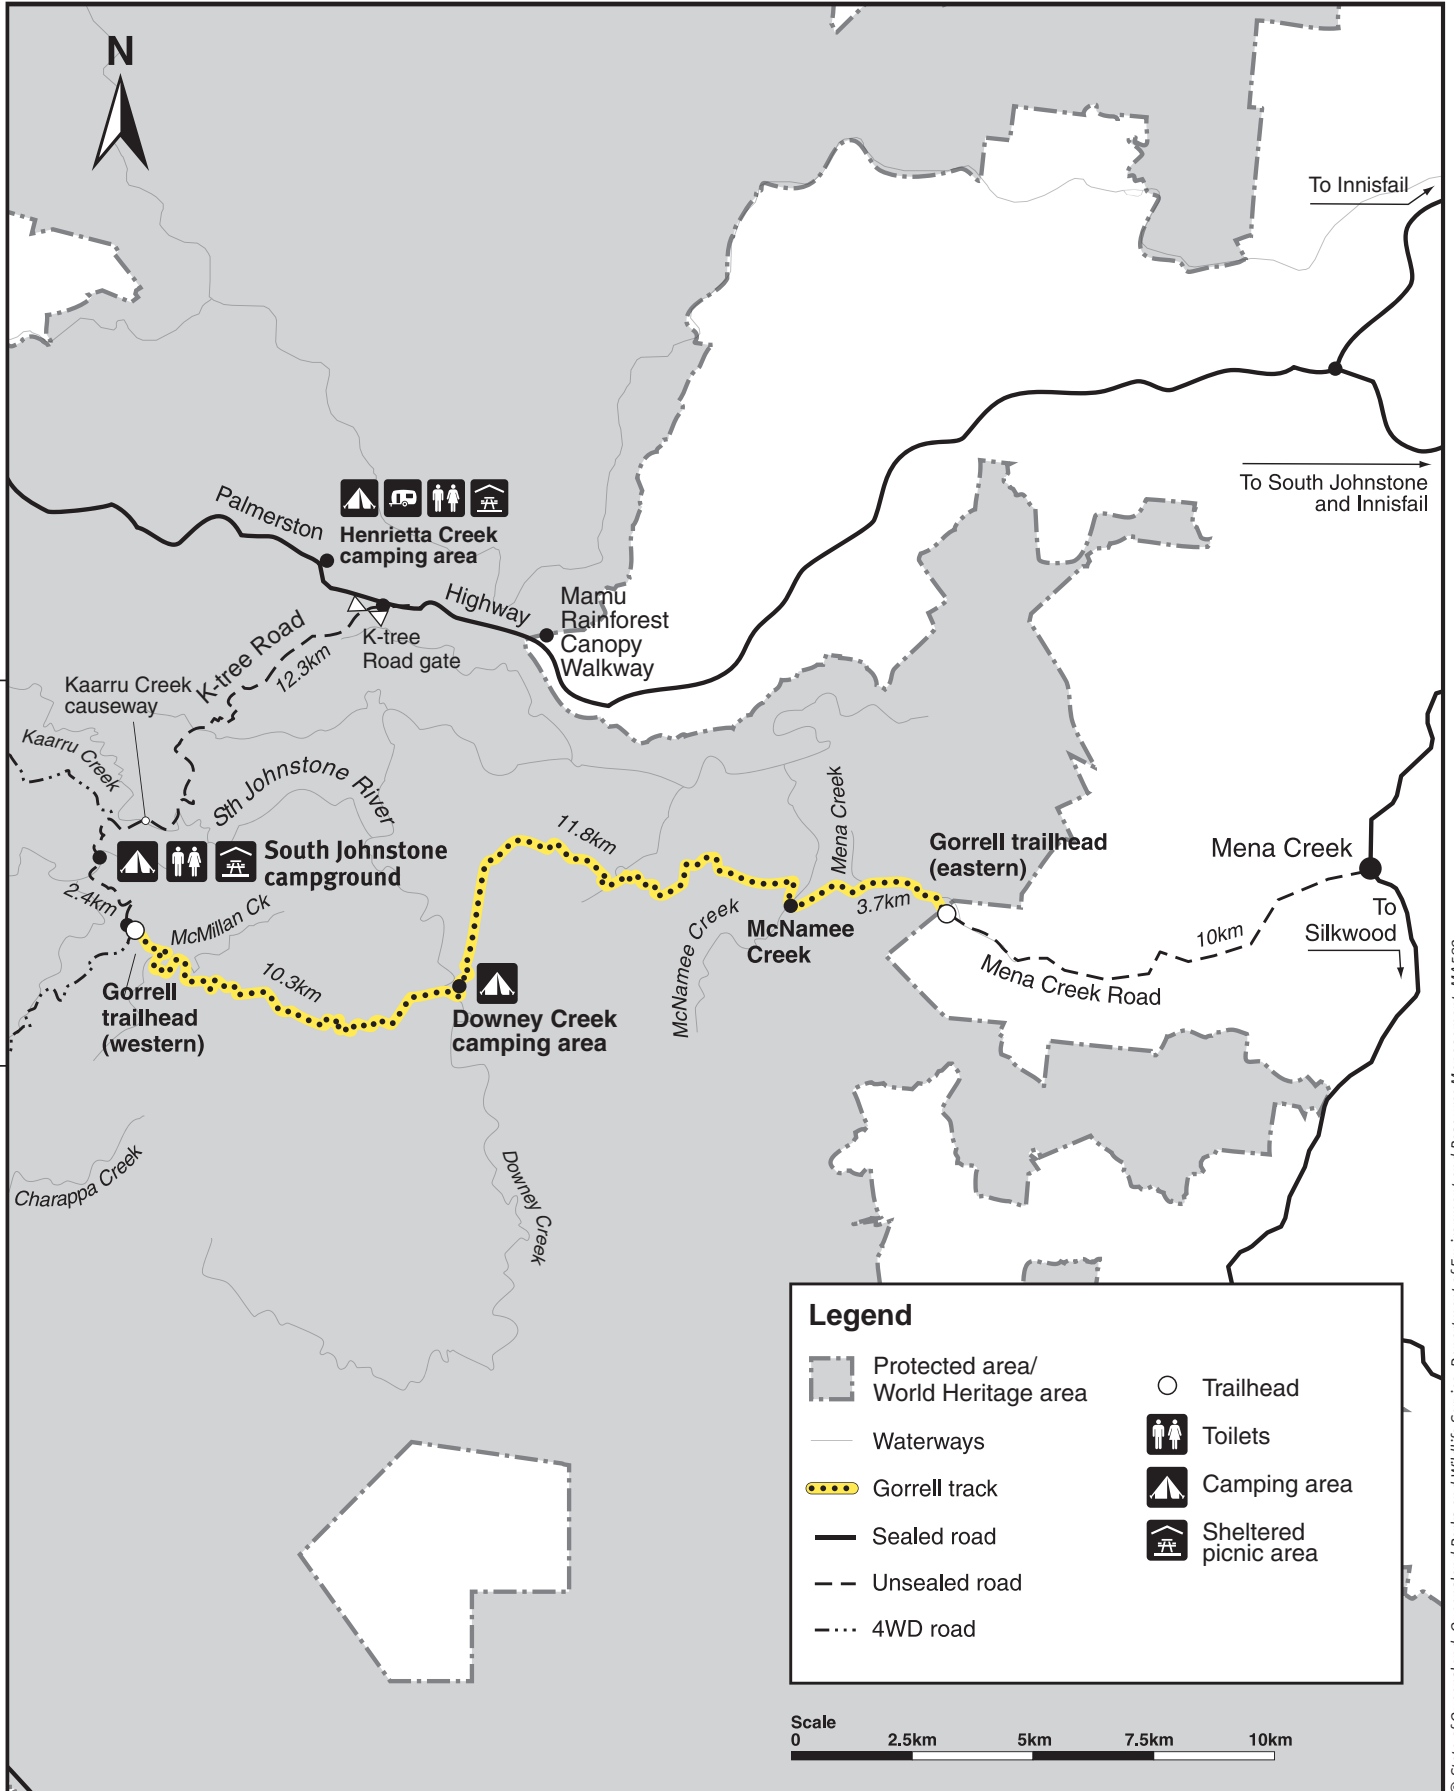 N
To Innisfail
To South Johnstone
and Innisfail
Palmerston
Henrietta Creek
camping area
Highway
Mamu
Rainforest
Canopy
Walkway
K-tree
Road gate
K-tree Road
12.3km
Kaarru Creek
causeway
Kaarru Creek
Sth Johnstone River
South Johnstone
campground
2.4km
McMillan Ck
Gorrell
trailhead
(western)
10.3km
Downey Creek
camping area
11.8km
McNamee Creek
McNamee
Creek
Mena Creek
3.7km
Gorrell trailhead
(eastern)
Mena Creek
To
Silkwood
10km
Mena Creek Road
Charappa Creek
Downey Creek
Legend
Protected area/
World Heritage area
Waterways
Gorrell track
Sealed road
Unsealed road
4WD road
Trailhead
Toilets
Camping area
Sheltered
picnic area
Scale
0 2.5km 5km 7.5km 10km